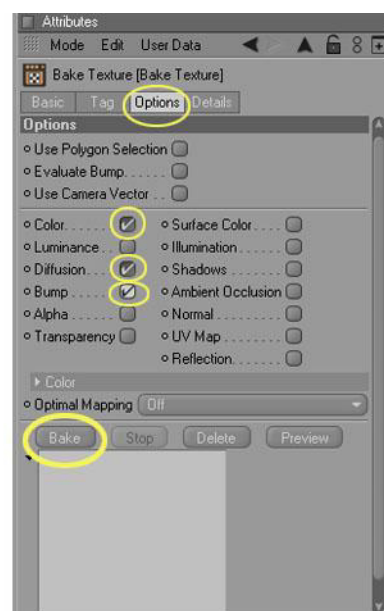 Attributes
Mode Edit User Data
Bake Texture [Bake Texture]
Basic Tag Options Details
Options
Use Polygon Selection
Evaluate Bump. . . . . .
Use Camera Vector . .
Color. . . . . . . Surface Color. . . .
Luminance. . Illumination. . . . . .
Diffusion. . . Shadows . . . . . . .
Bump . . . . . Ambient Occlusion
Alpha . . . . . . Normal . . . . . . . . .
Transparency UV Map . . . . . . . .
Reflection. . . . . . .
Color
Optimal Mapping Off
Bake Stop Delete Preview